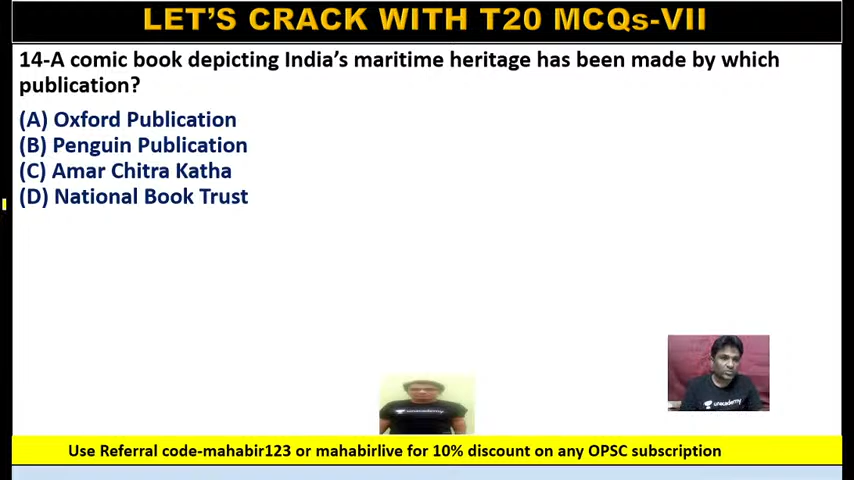 LET'S CRACK WITH T20 MCQs-VII
14-A comic book depicting India's maritime heritage has been made by which
publication?
(A) Oxford Publication
(B) Penguin Publication
(C) Amar Chitra Katha
(D) National Book Trust
unacademy
unacademy
Use Referral code-mahabir123 or mahabirlive for 10% discount on any OPSC subscription